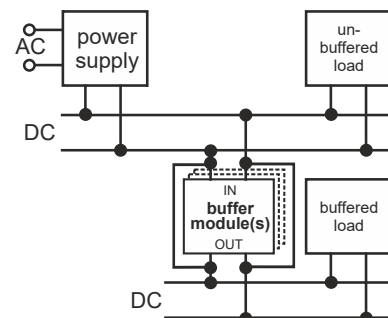 AC
power
supply
un-
buffered
load
DC
IN
buffer
module(s)
OUT
buffered
load
DC